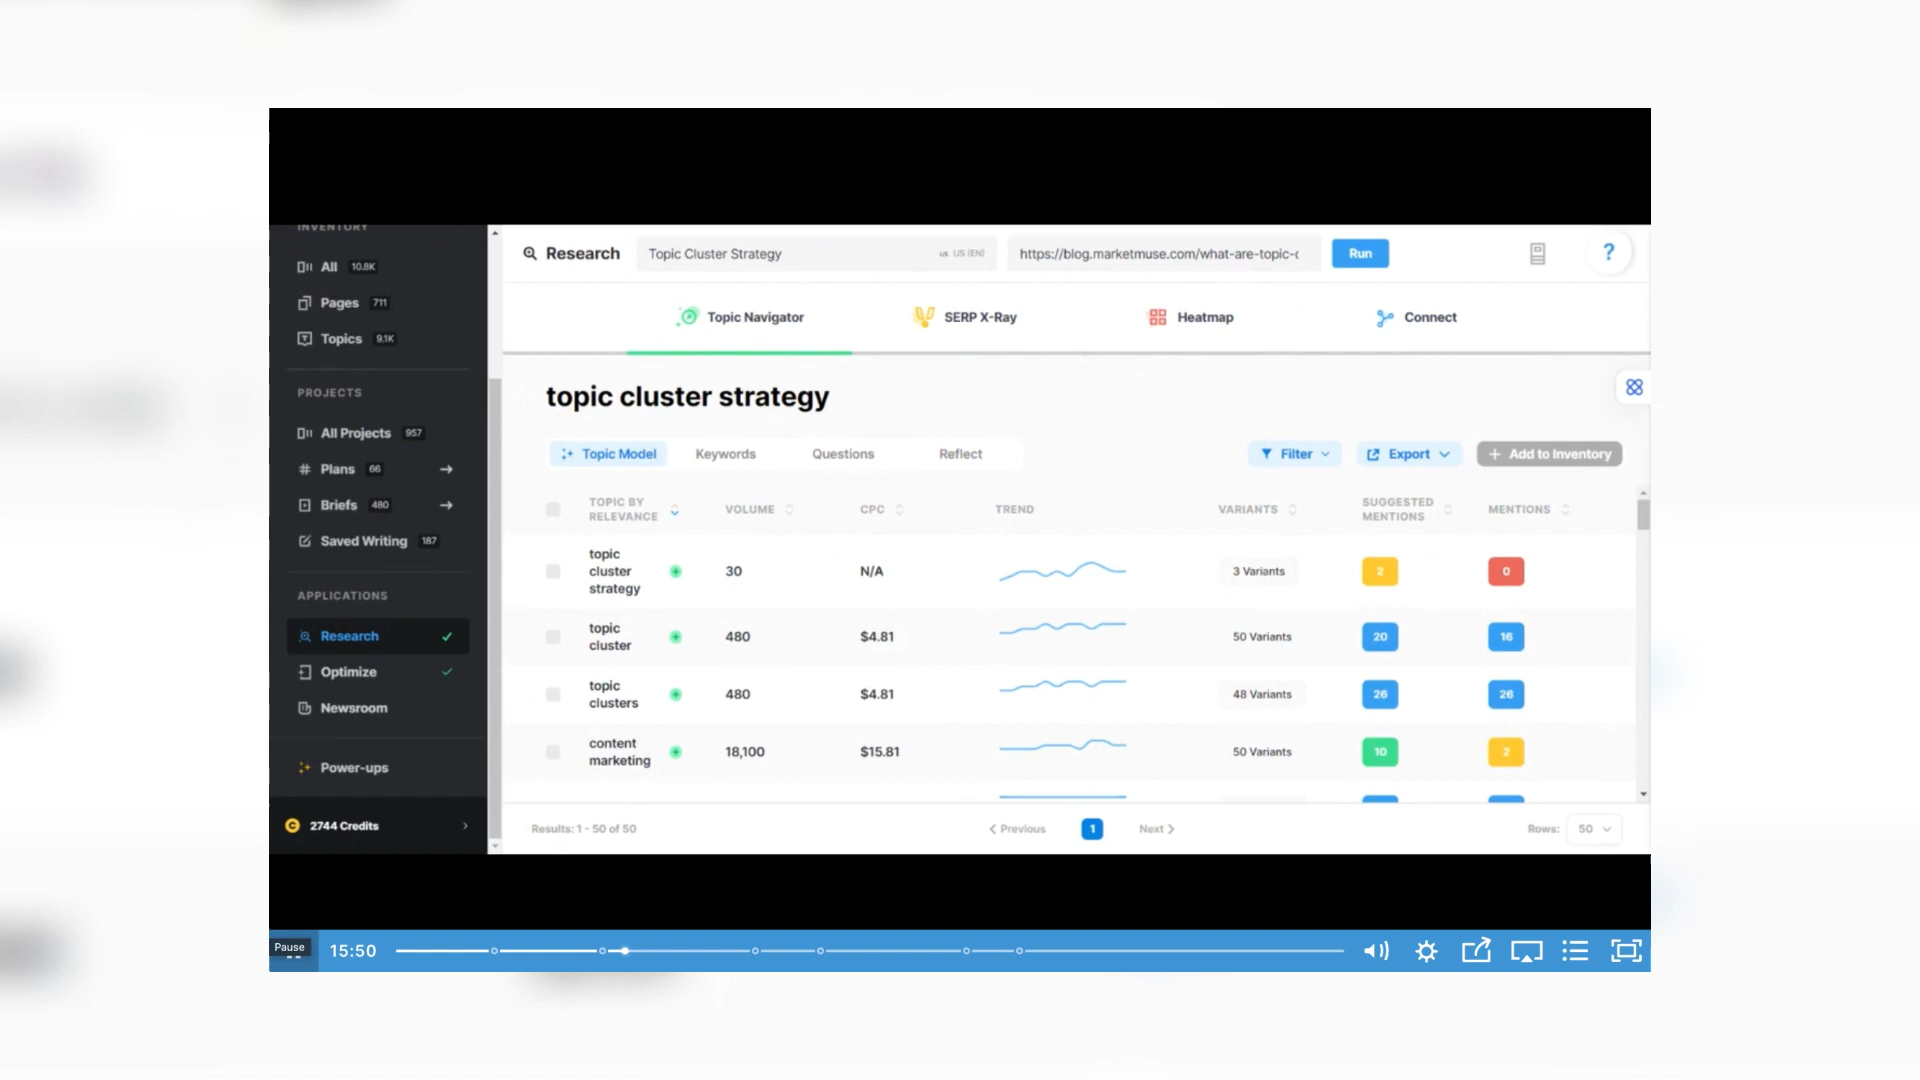 INVENTORY
All 10.8K
Pages 711
Topics 9.1K
PROJECTS
All Projects 957
Plans 66
Briefs 480
Saved Writing 187
APPLICATIONS
Research
Optimize
Newsroom
Power-ups
C 2744 Credits
Research
Topic Cluster Strategy us US (EN)
https://blog.marketmuse.com/what-are-topic-c
Run
?
Topic Navigator
SERP X-Ray
Heatmap
Connect
topic cluster strategy
Topic Model
Keywords
Questions
Reflect
Filter
Export
+ Add to Inventory
TOPIC BY
RELEVANCE
VOLUME
CPC
TREND
VARIANTS
SUGGESTED
MENTIONS
MENTIONS
topic
cluster
strategy
30
N/A
3 Variants
2
0
topic
cluster
480
$4.81
50 Variants
20
16
topic
clusters
480
$4.81
48 Variants
26
26
content
marketing
18,100
$15.81
50 Variants
10
2
Results: 1 - 50 of 50
Previous
1
Next
Rows: 50
Pause
15:50